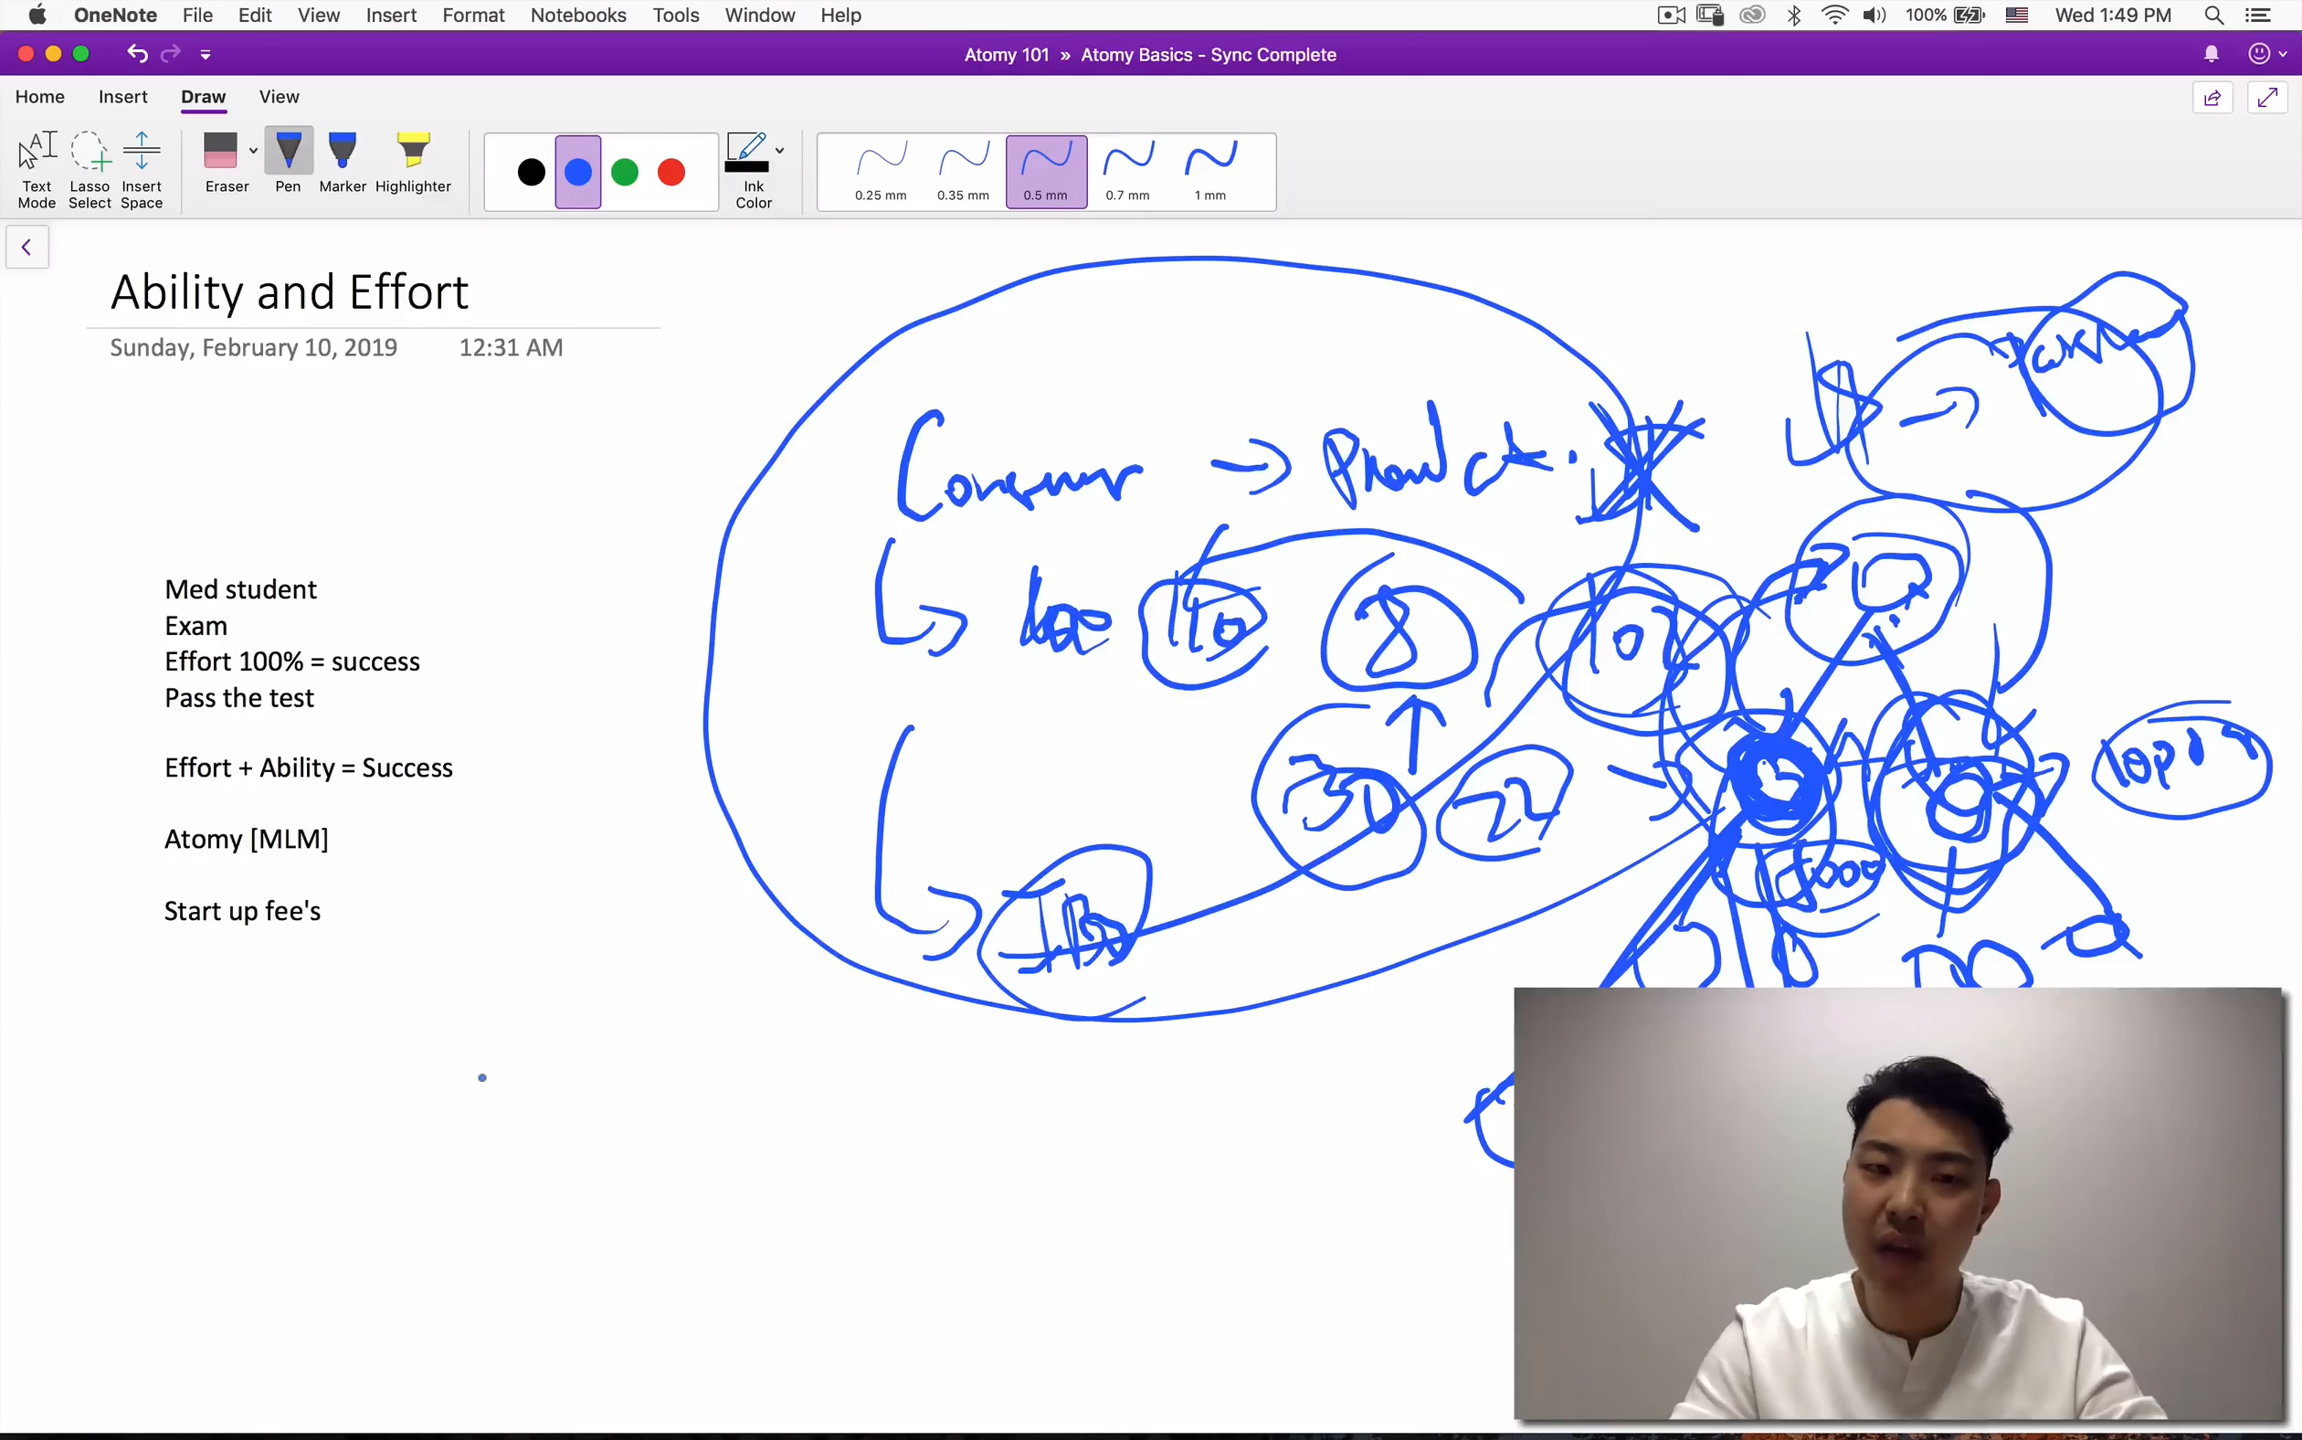 OneNote File Edit View Insert Format Notebooks Tools Window Help 100% Wed 1:49 PM
Atomy 101 » Atomy Basics - Sync Complete
Home Insert Draw View
Text Mode Lasso Select Insert Space Eraser Pen Marker Highlighter Ink Color 0.25 mm 0.35 mm 0.5 mm 0.7 mm 1 mm
Ability and Effort
Sunday, February 10, 2019 12:31 AM
Med student
Exam
Effort 100% = success
Pass the test
Effort + Ability = Success
Atomy [MLM]
Start up fee's
8
10
30
22